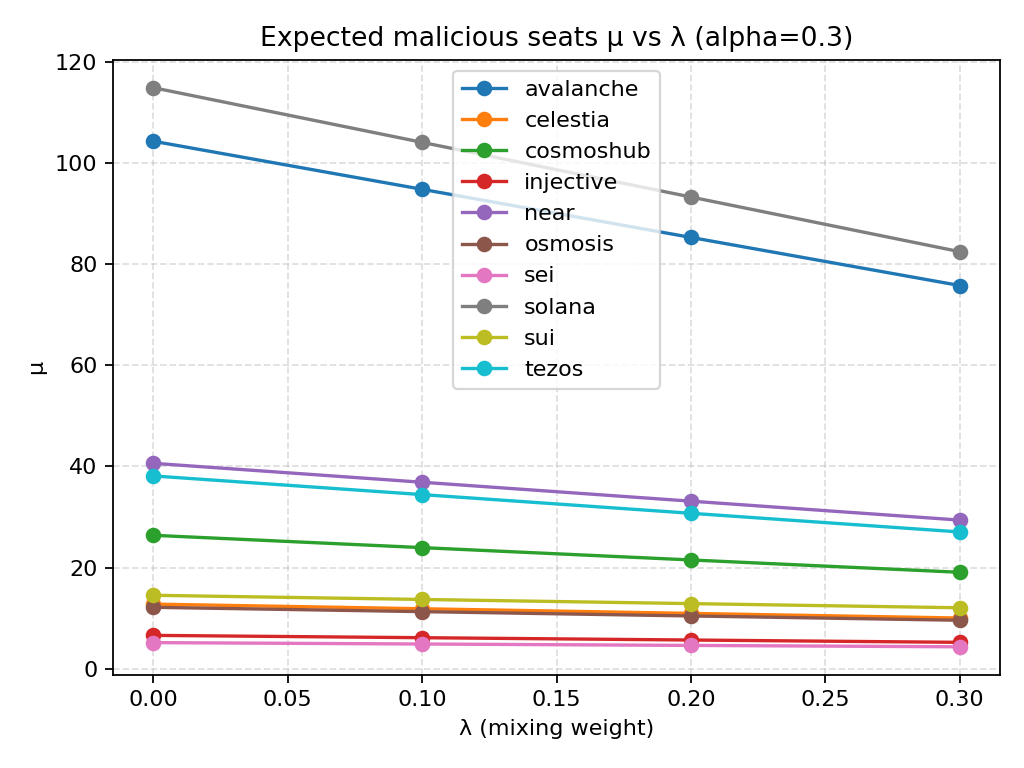 Expected malicious seats μ vs λ (alpha=0.3)
120
100
80
60
40
20
0
μ
avalanche
celestia
cosmoshub
injective
near
osmosis
sei
solana
sui
tezos
0.00 0.05 0.10 0.15 0.20 0.25 0.30
λ (mixing weight)